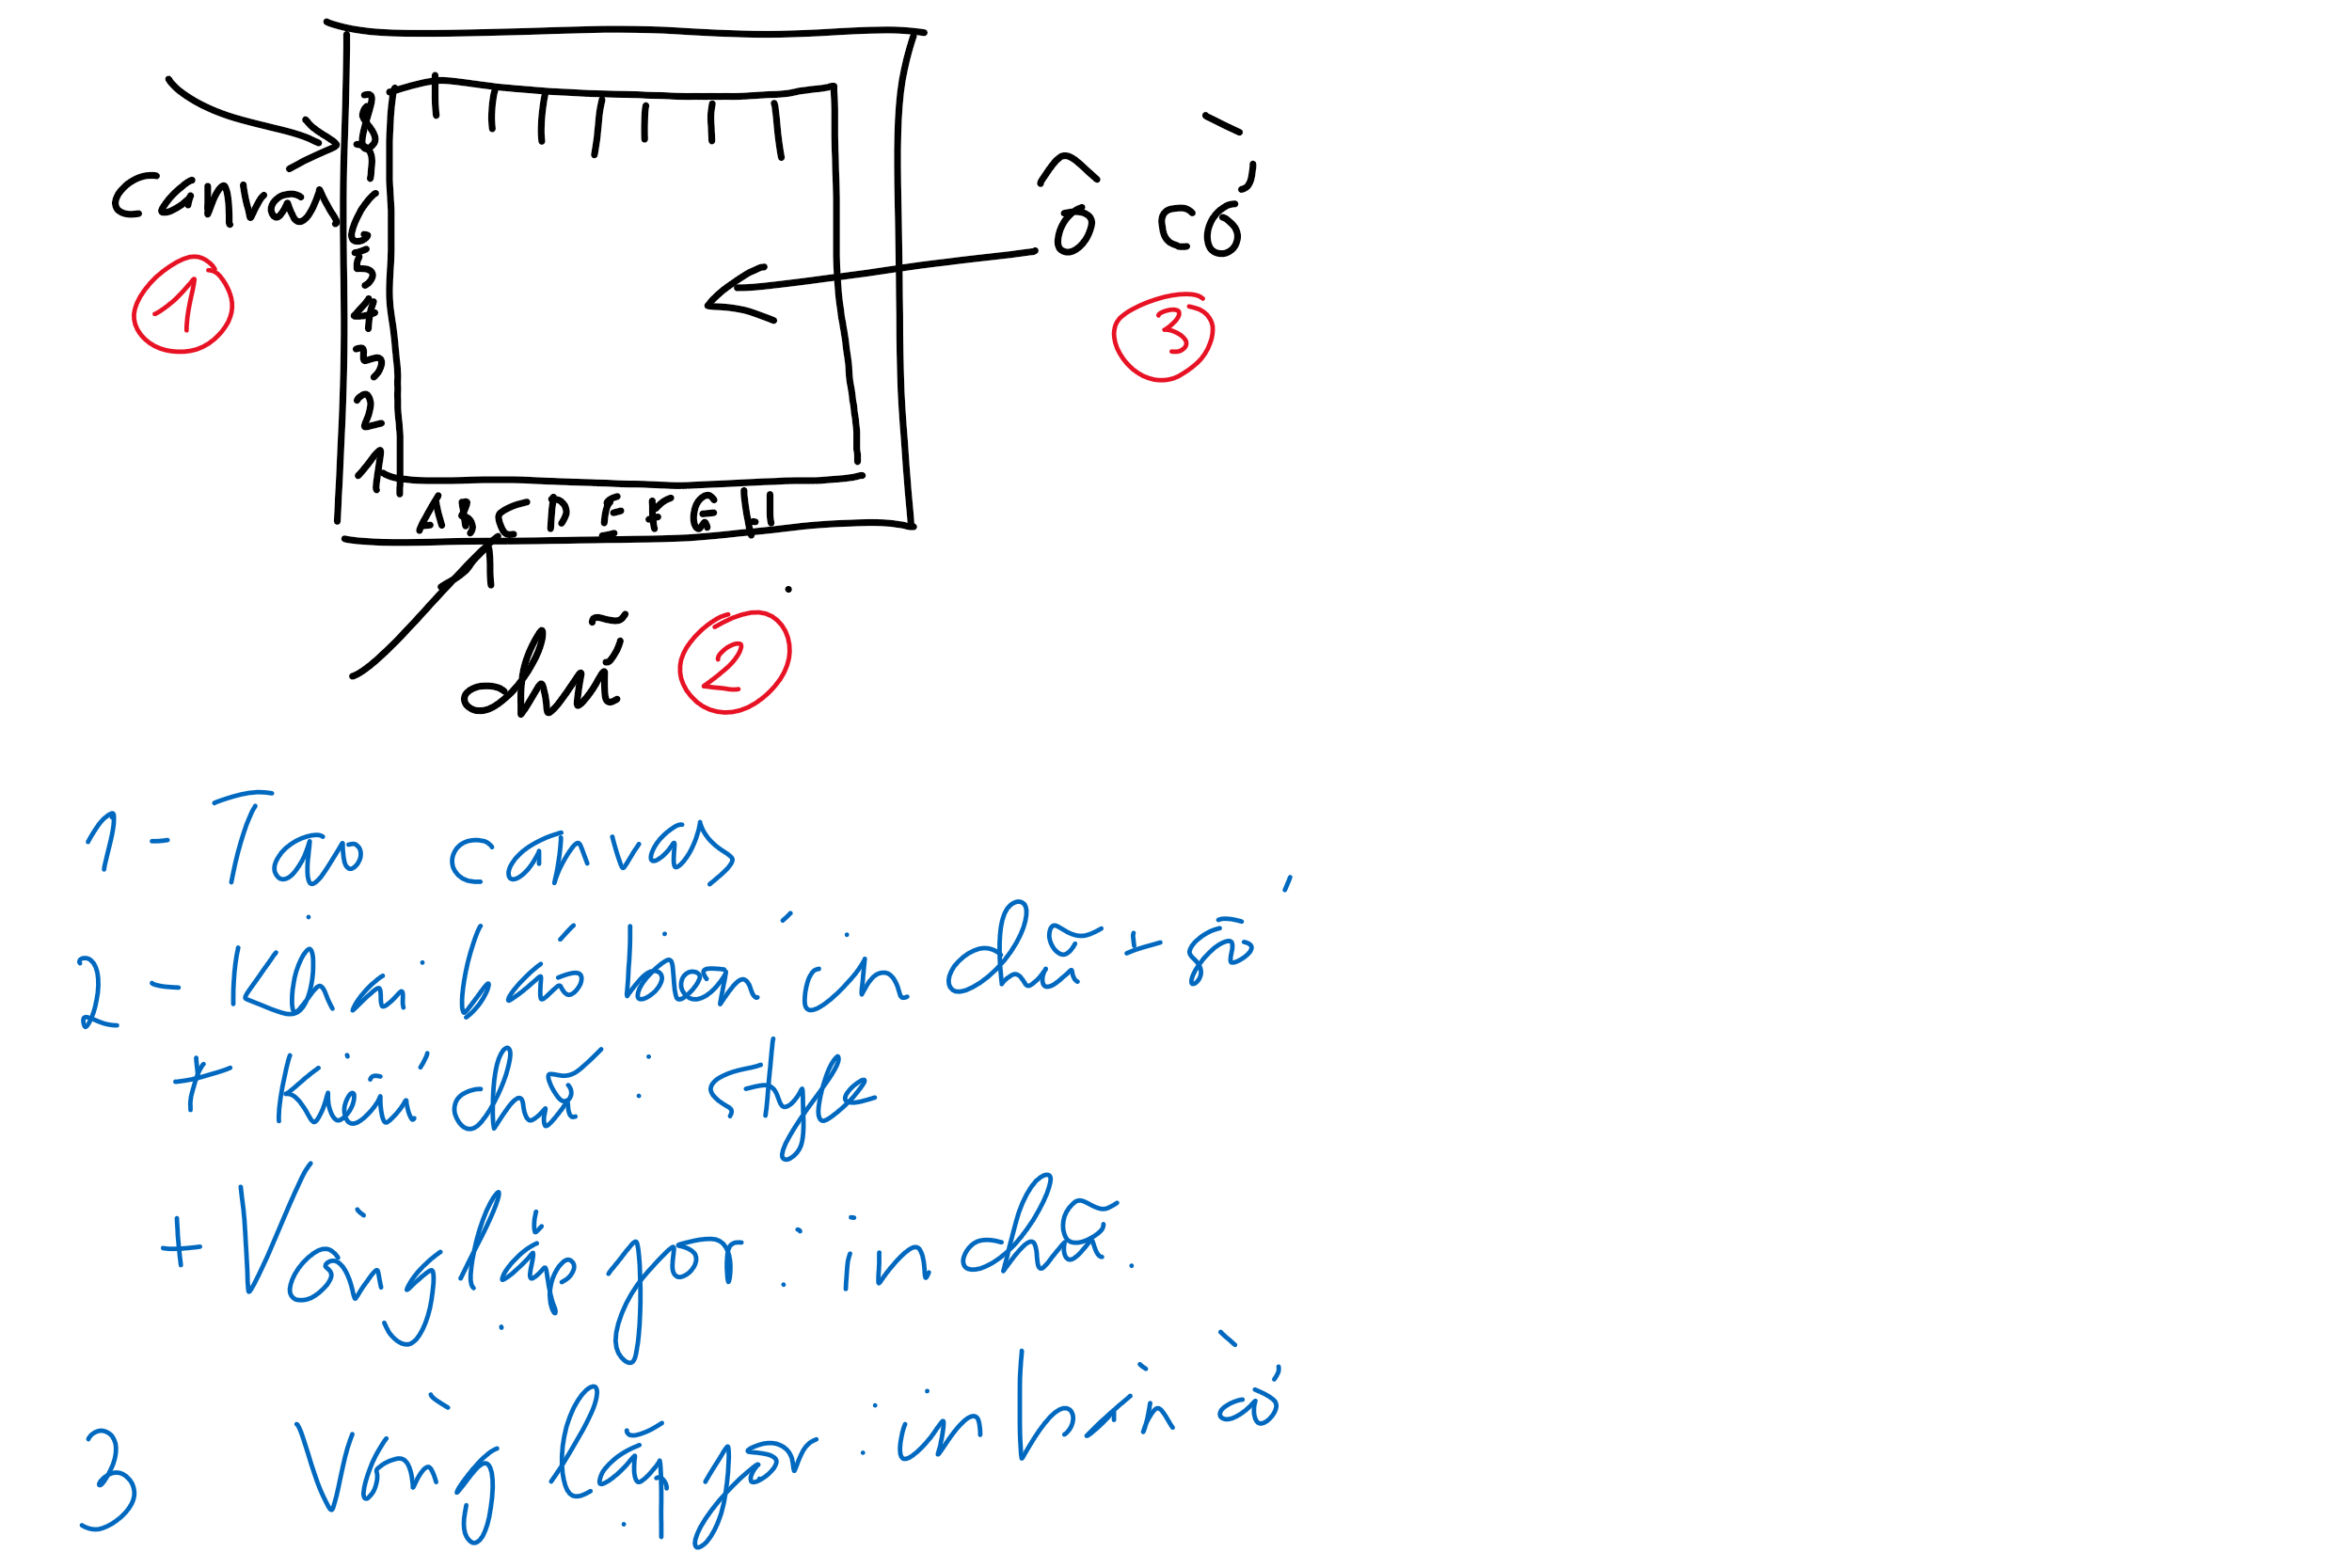 8
7
6
5
4
3
2
1
canvas
1
ô cờ
3
A B C D E F G H
chữ
2
1 - Tạo canvas
2 - Khai báo biến in chữ + số
+ Kiểu chữ : style
+ Vòng lặp for : in chữ.
3 Vòng lặp for : in bàn cờ